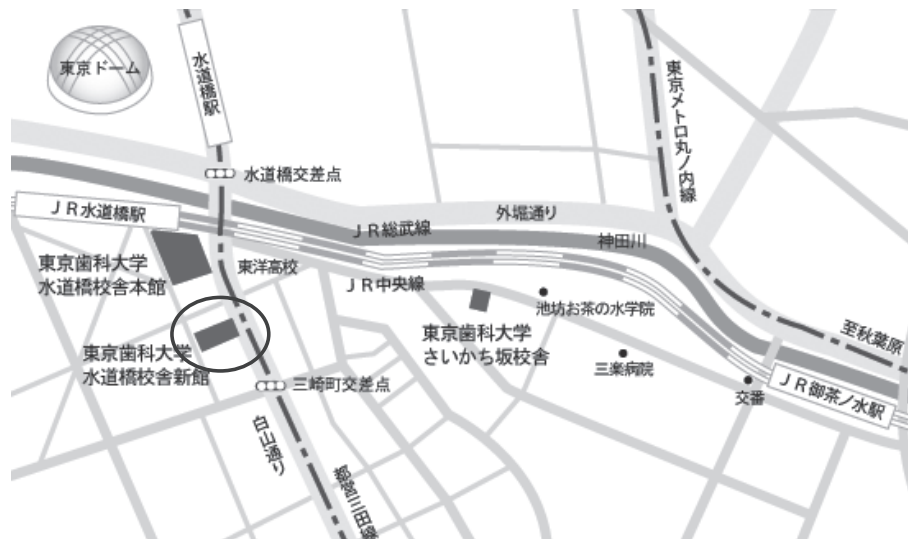 東京ドーム
水道橋駅
東京メトロ丸ノ内線
水道橋交差点
JR水道橋駅
外堀通り
JR総武線
神田川
東京歯科大学
水道橋校舎本館
東洋高校
JR中央線
池坊お茶の水学院
東京歯科大学
さいかち坂校舎
至秋葉原
東京歯科大学
水道橋校舎新館
三楽病院
三崎町交差点
交番
JR御茶ノ水駅
白山通り
都営三田線